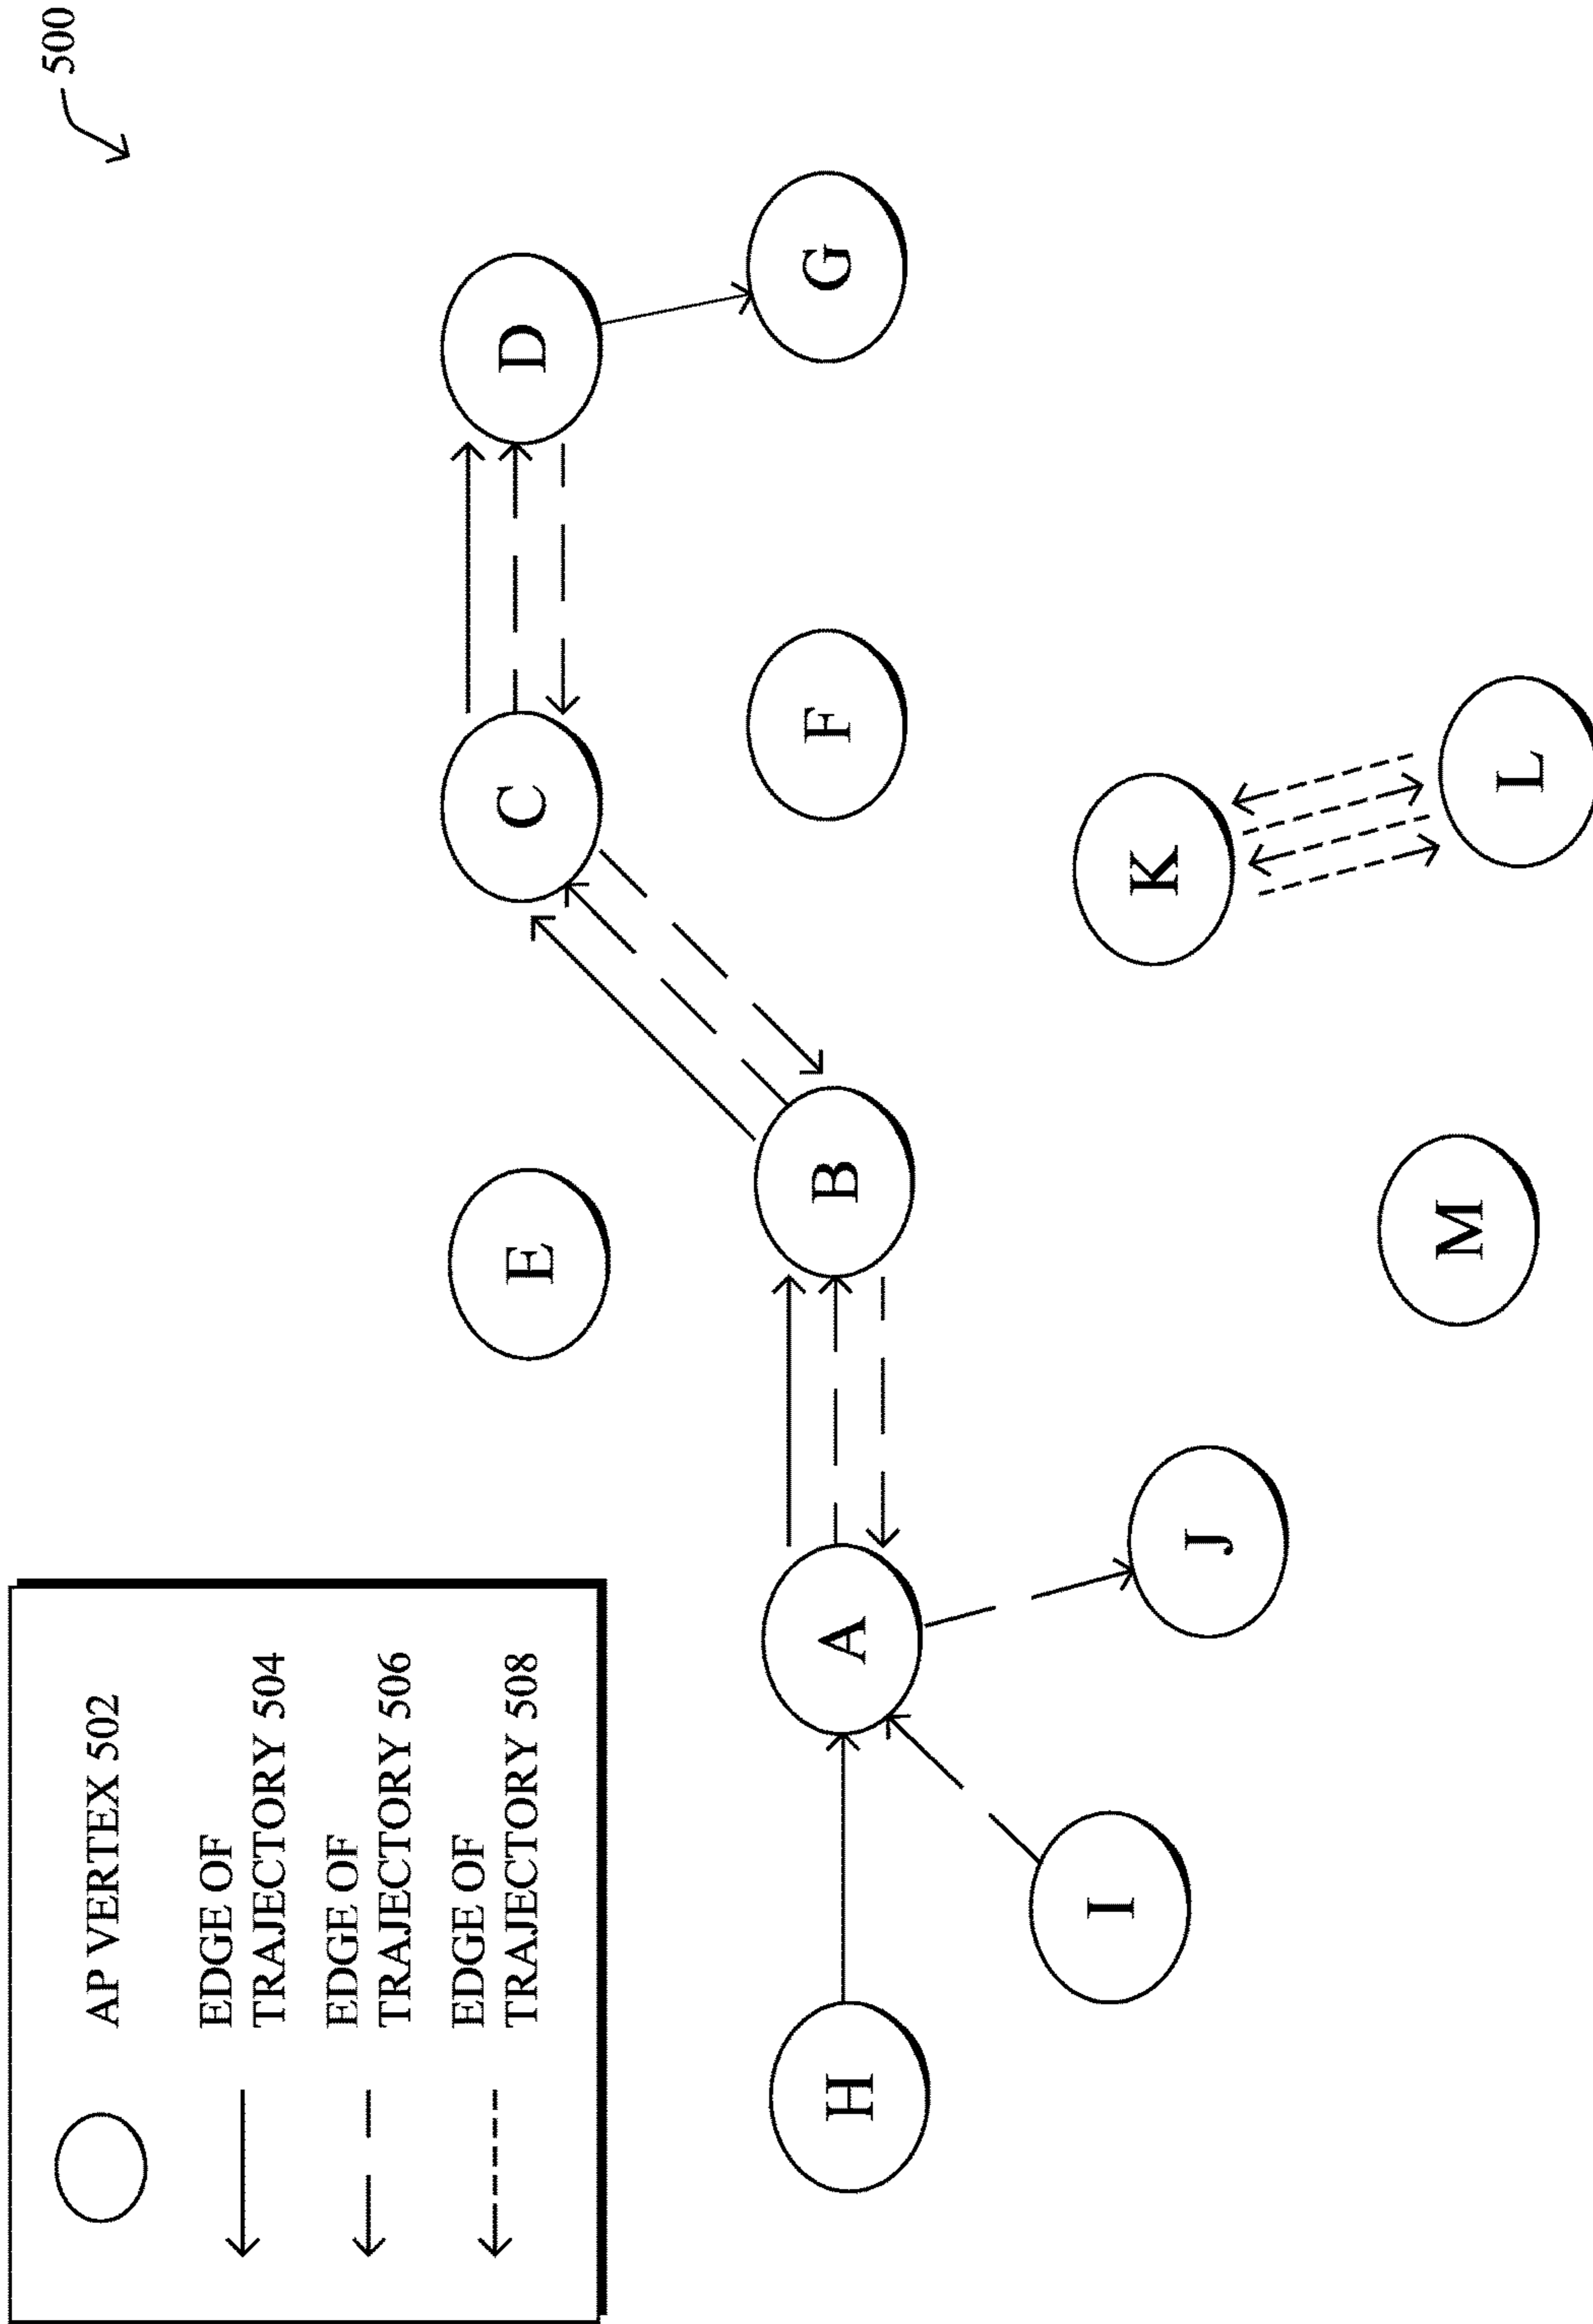 500
AP VERTEX 502
EDGE OF
TRAJECTORY 504
EDGE OF
TRAJECTORY 506
EDGE OF
TRAJECTORY 508
D
C
E
G
F
B
A
H
K
J
I
L
M